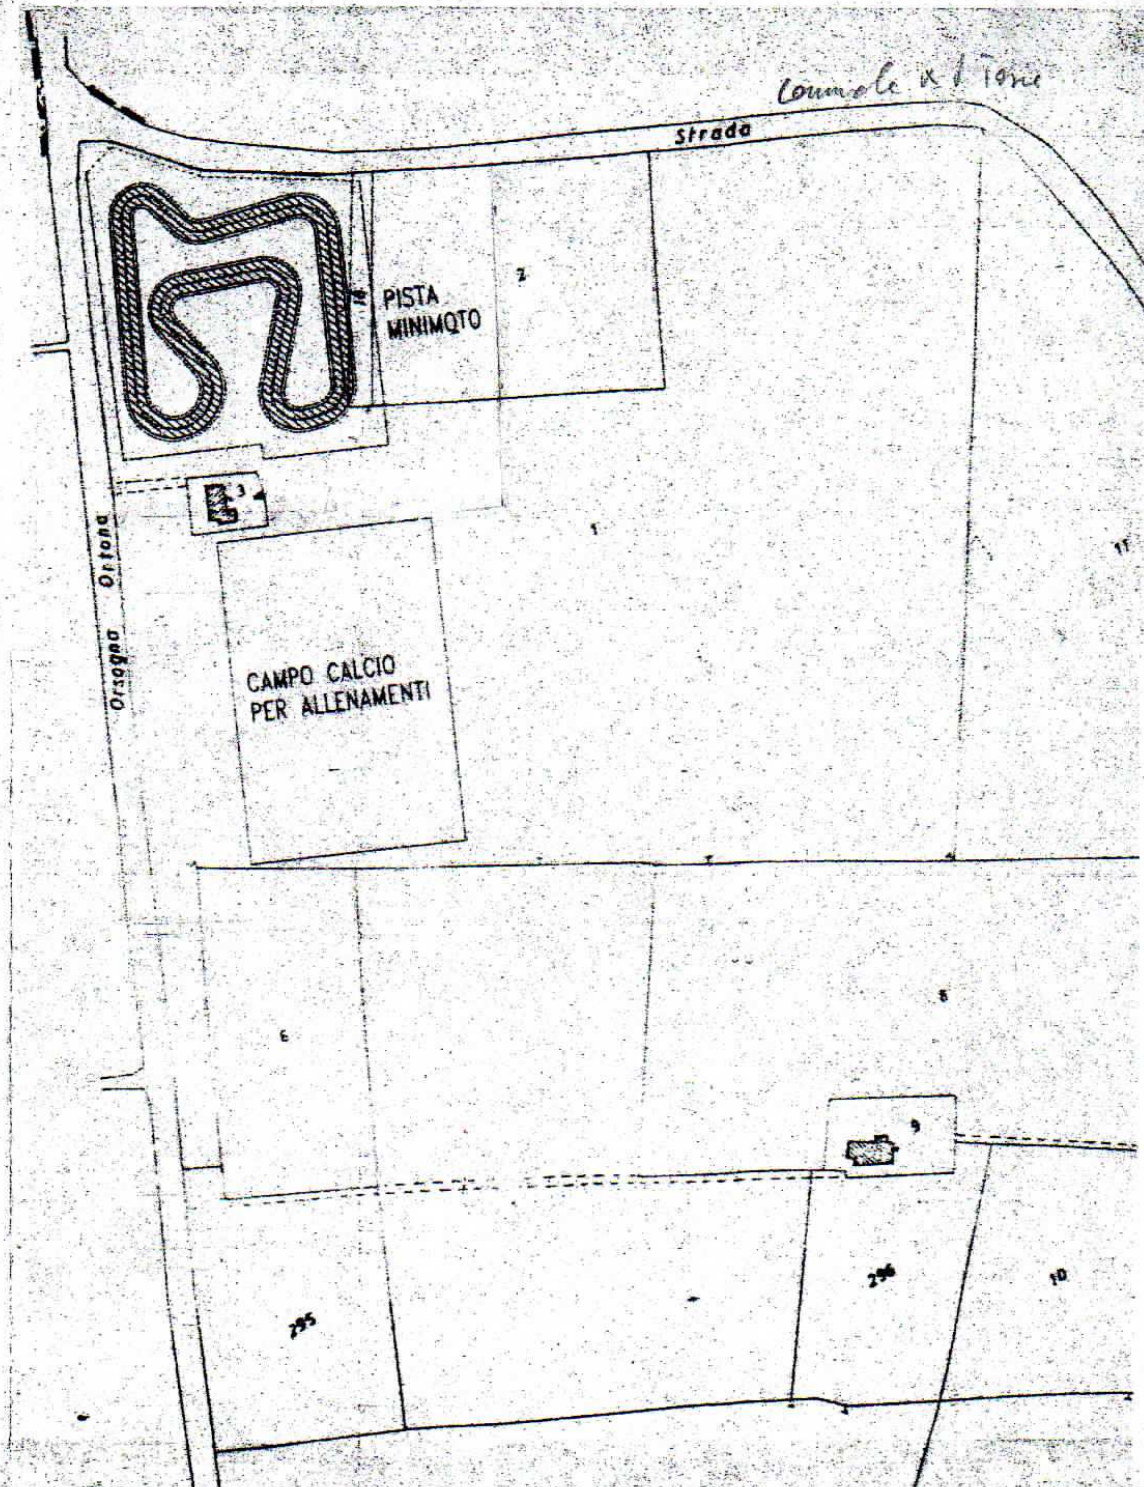 Strada
2
PISTA
MINIMOTO
3
1
11
Ortona
Orsogna
CAMPO CALCIO
PER ALLENAMENTI
6
8
9
296
10
295